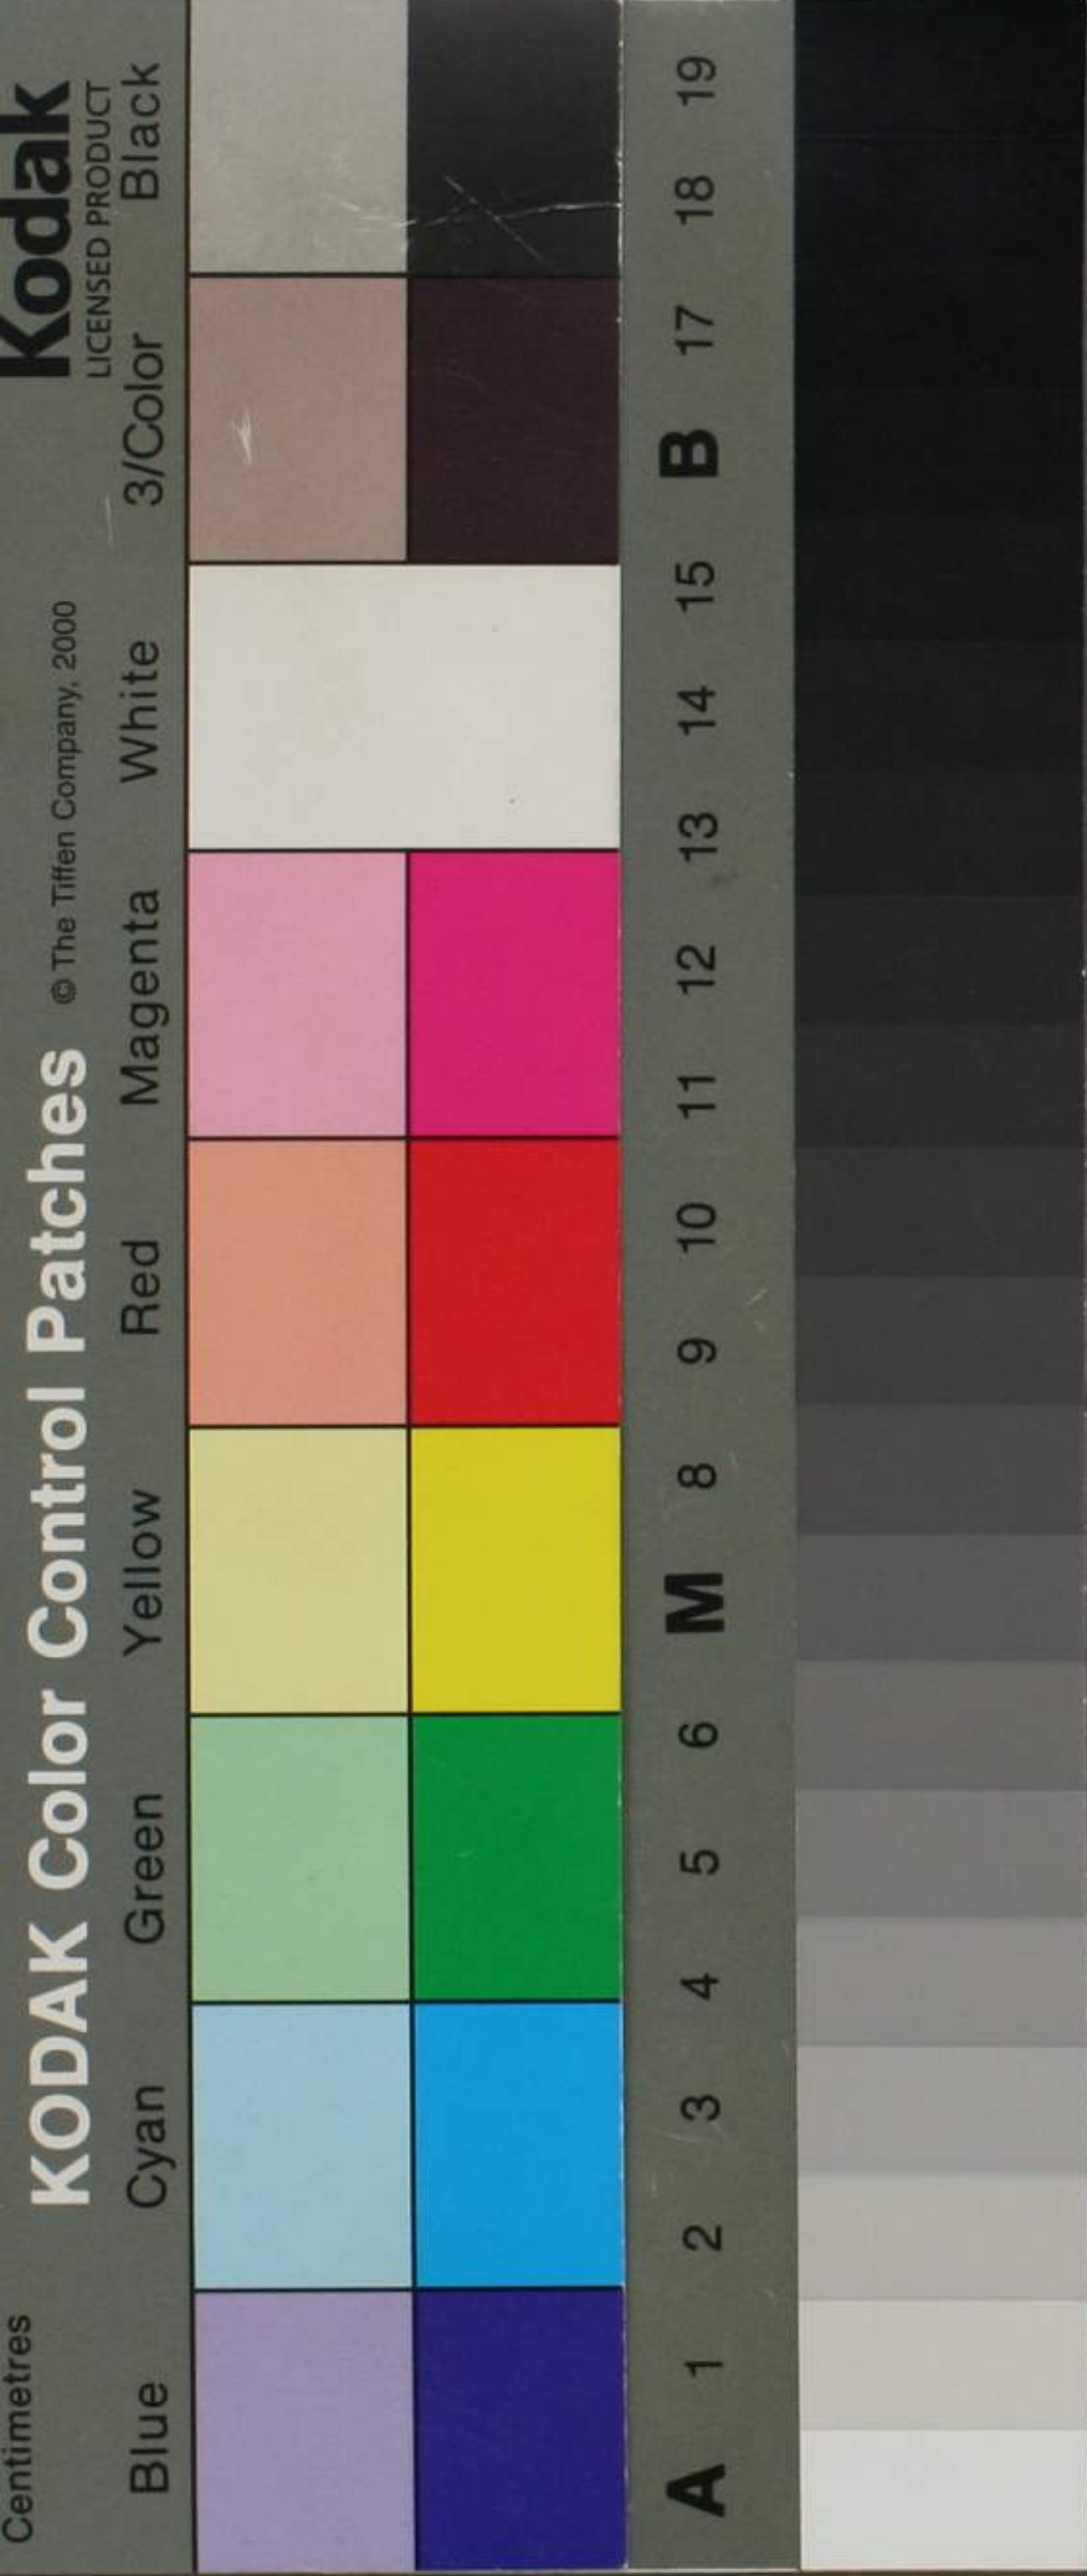 Centimetres
KODAK Color Control Patches © The Tiffen Company, 2000 Kodak
LICENSED PRODUCT
Blue Cyan Green Yellow Red Magenta White 3/Color Black
A 1 2 3 4 5 6 M 8 9 10 11 12 13 14 15 B 17 18 19